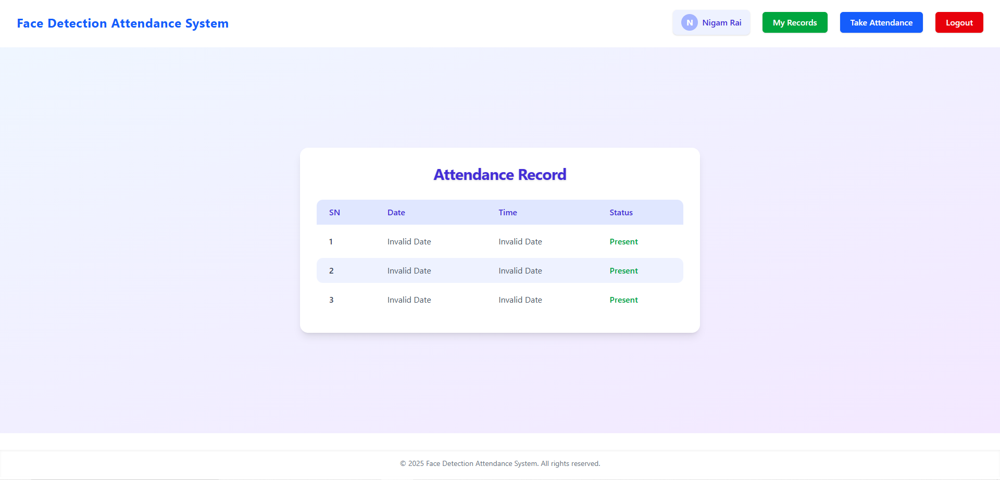 Face Detection Attendance System
N Nigam Rai My Records Take Attendance Logout
Attendance Record
SN Date Time Status
1 Invalid Date Invalid Date Present
2 Invalid Date Invalid Date Present
3 Invalid Date Invalid Date Present
© 2025 Face Detection Attendance System. All rights reserved.